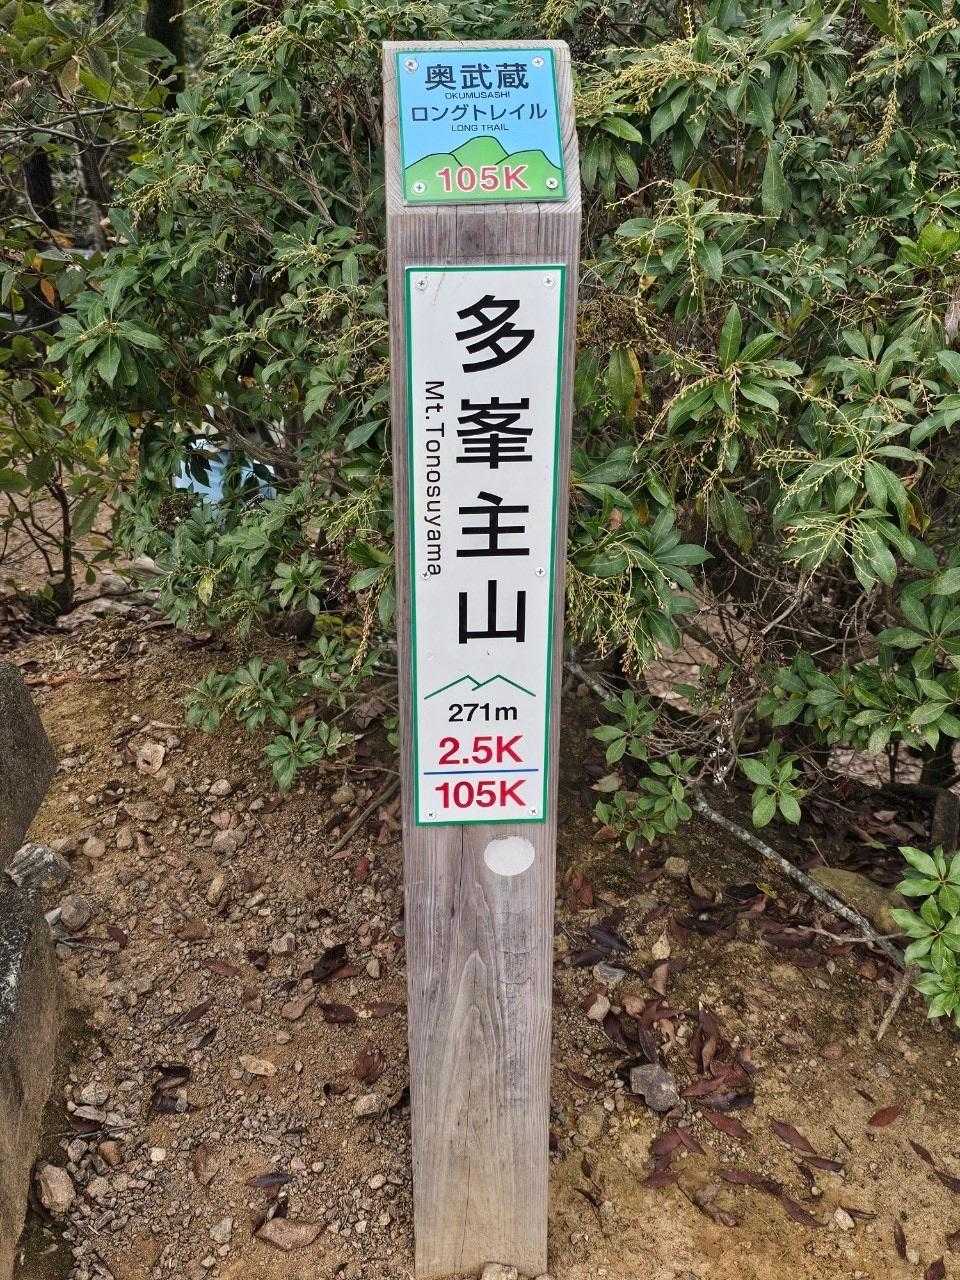 奥武蔵
OKUMUSASHI
ロングトレイル
LONG TRAIL
105K
多峯主山
Mt.Tonosuyama
271m
2.5K
105K